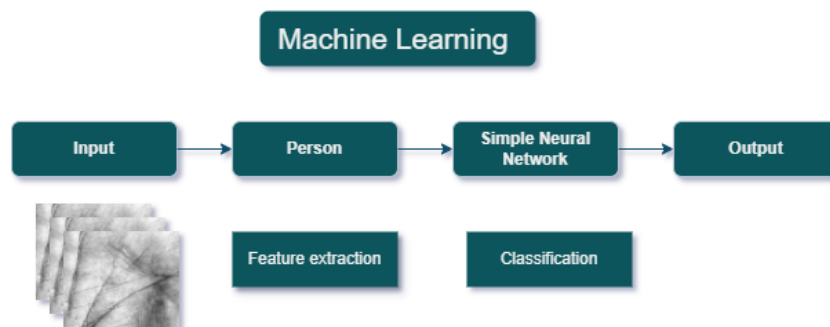 Machine Learning
Input
Person
Simple Neural
Network
Output
Feature extraction
Classification